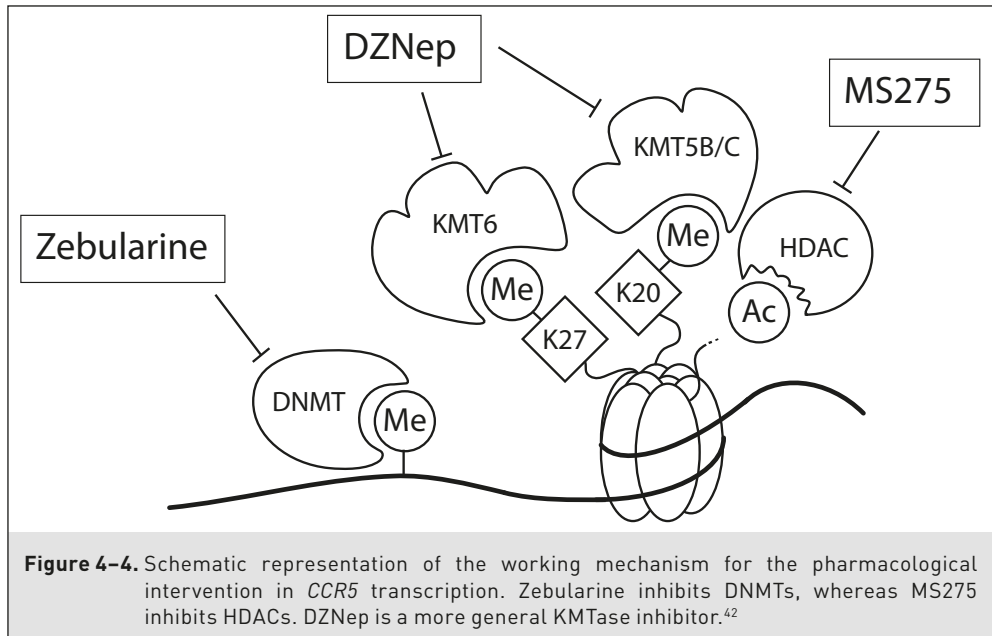 DZNep
MS275
KMT5B/C
KMT6
Me
HDAC
Zebularine
Me
K20
Ac
K27
DNMT
Me
Figure 4–4. Schematic representation of the working mechanism for the pharmacological
intervention in CCR5 transcription. Zebularine inhibits DNMTs, whereas MS275
inhibits HDACs. DZNep is a more general KMTase inhibitor.⁴²